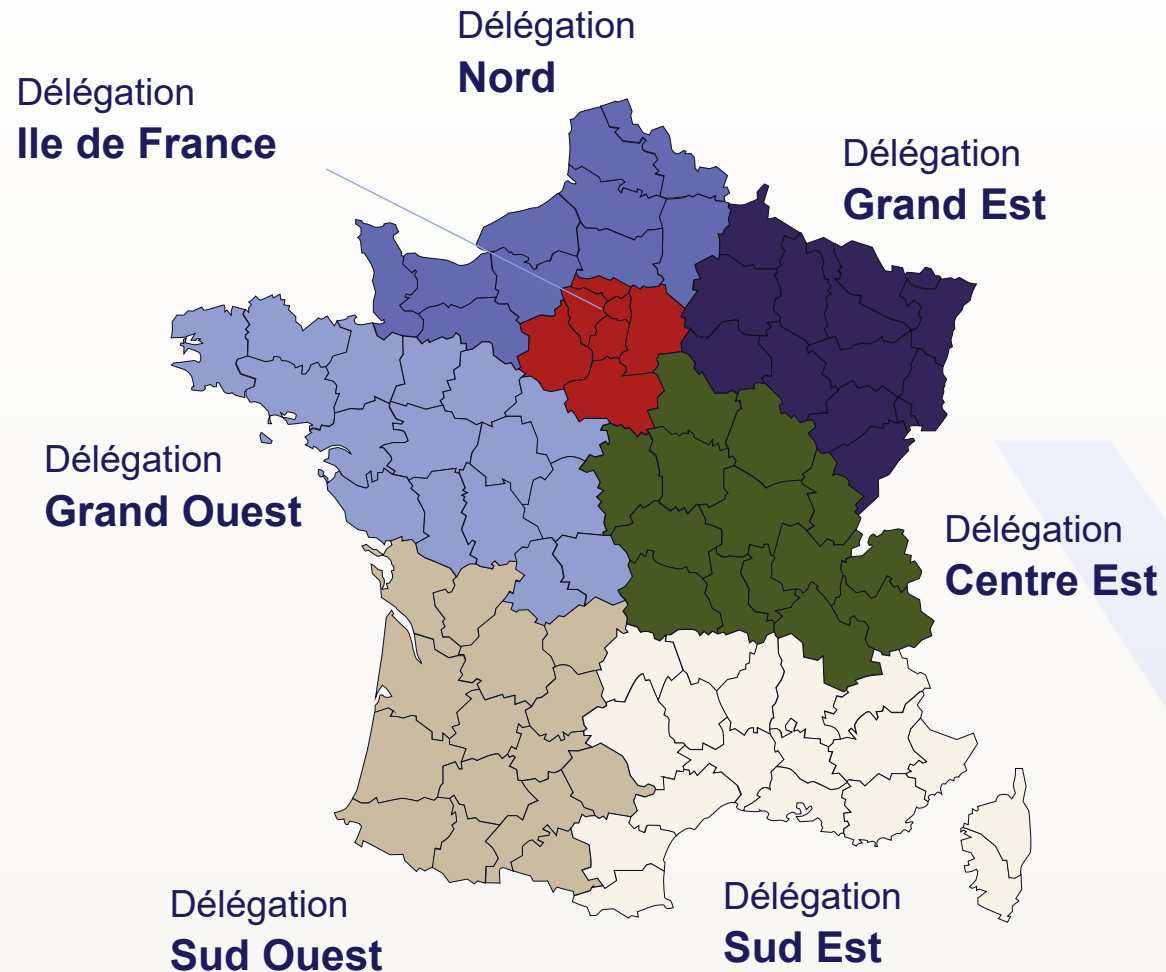 Délégation
Nord
Délégation
Ile de France
Délégation
Grand Est
Délégation
Grand Ouest
Délégation
Centre Est
Délégation
Sud Ouest
Délégation
Sud Est